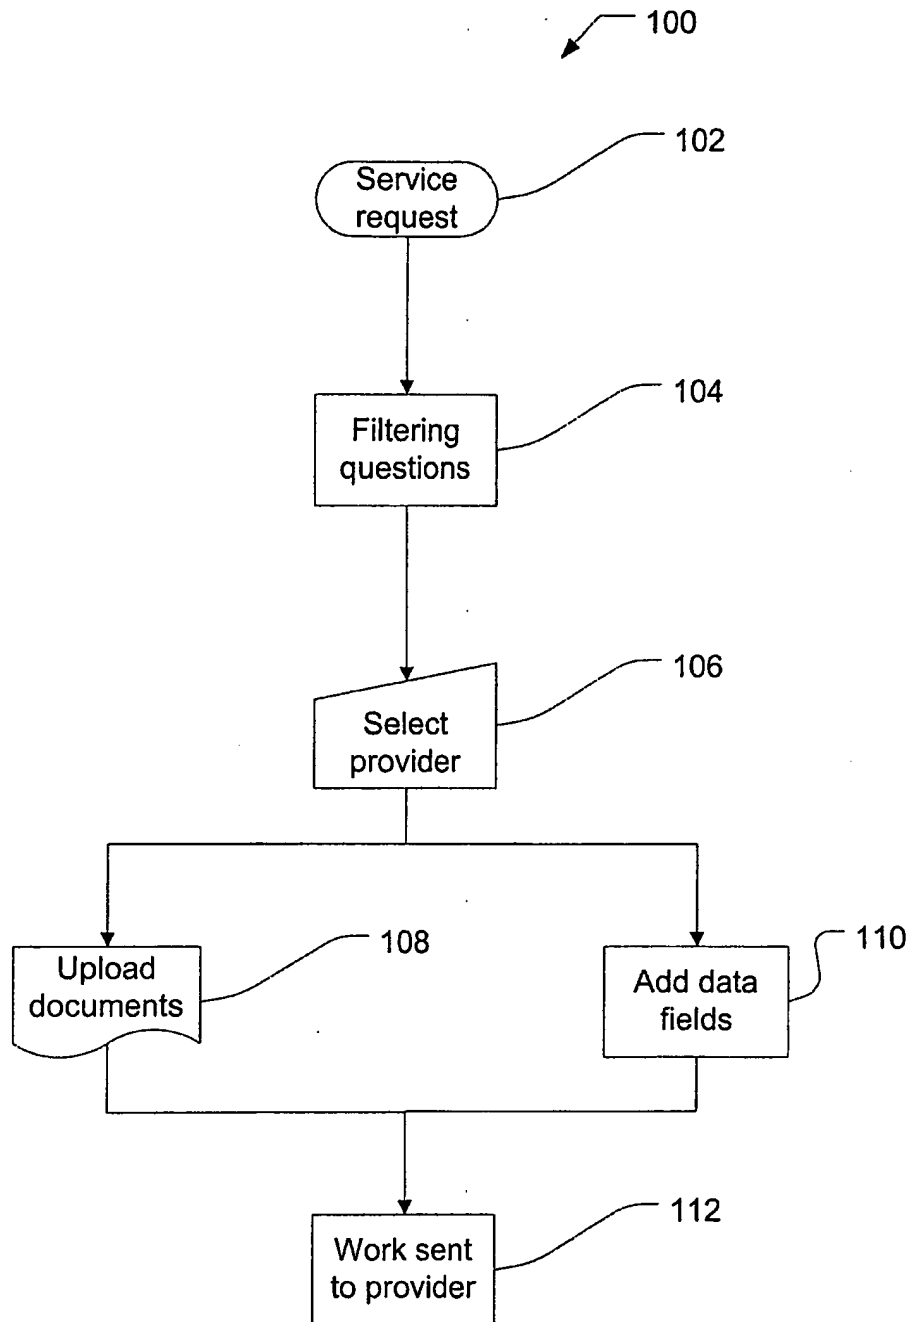 100
102
Service
request
104
Filtering
questions
106
Select
provider
108
Upload
documents
110
Add data
fields
112
Work sent
to provider